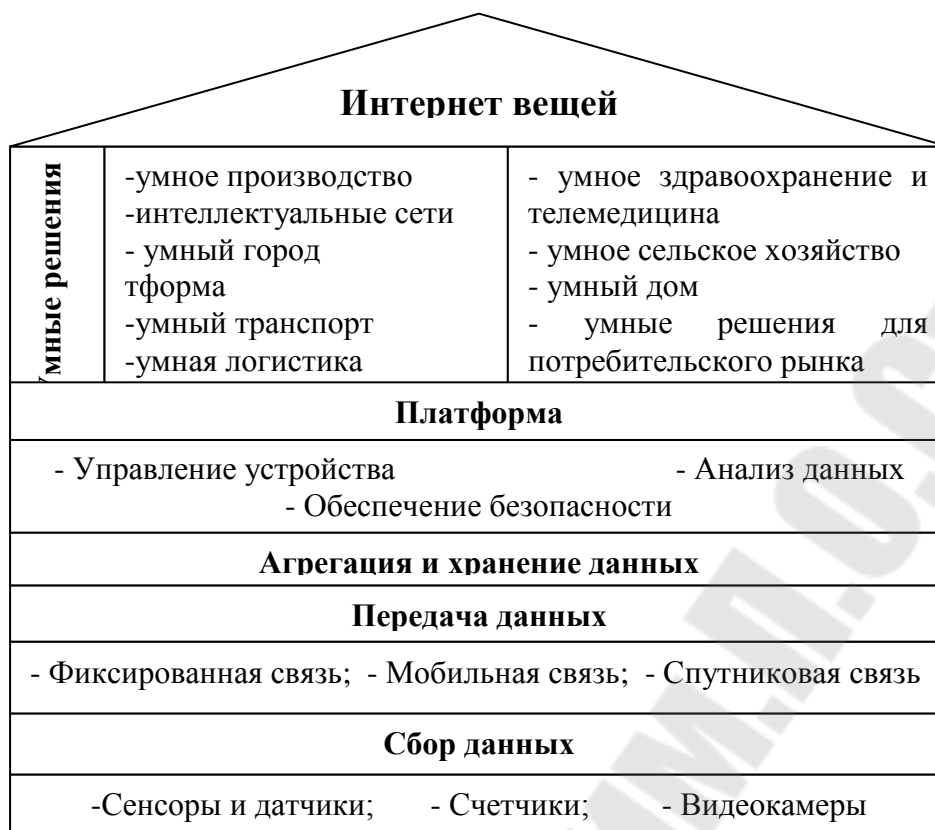 Интернет вещей
Умные решения
-умное производство
-интеллектуальные сети
- умный город
тформа
-умный транспорт
-умная логистика
- умное здравоохранение и
телемедицина
- умное сельское хозяйство
- умный дом
- умные решения для
потребительского рынка
Платформа
- Управление устройства - Анализ данных
- Обеспечение безопасности
Агрегация и хранение данных
Передача данных
- Фиксированная связь; - Мобильная связь; - Спутниковая связь
Сбор данных
-Сенсоры и датчики; - Счетчики; - Видеокамеры